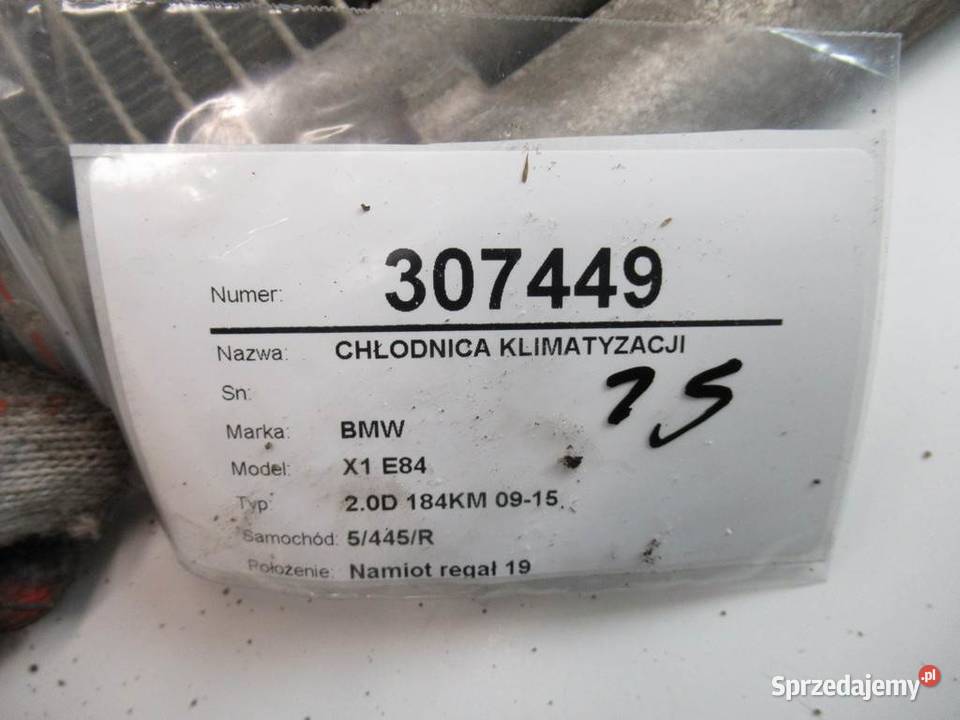 Numer: 307449
Nazwa: CHŁODNICA KLIMATYZACJI
Sn:
Marka: BMW
Model: X1 E84
Typ: 2.0D 184KM 09-15
Samochód: 5/445/R
Położenie: Namiot regał 19
Sprzedajemy.pl